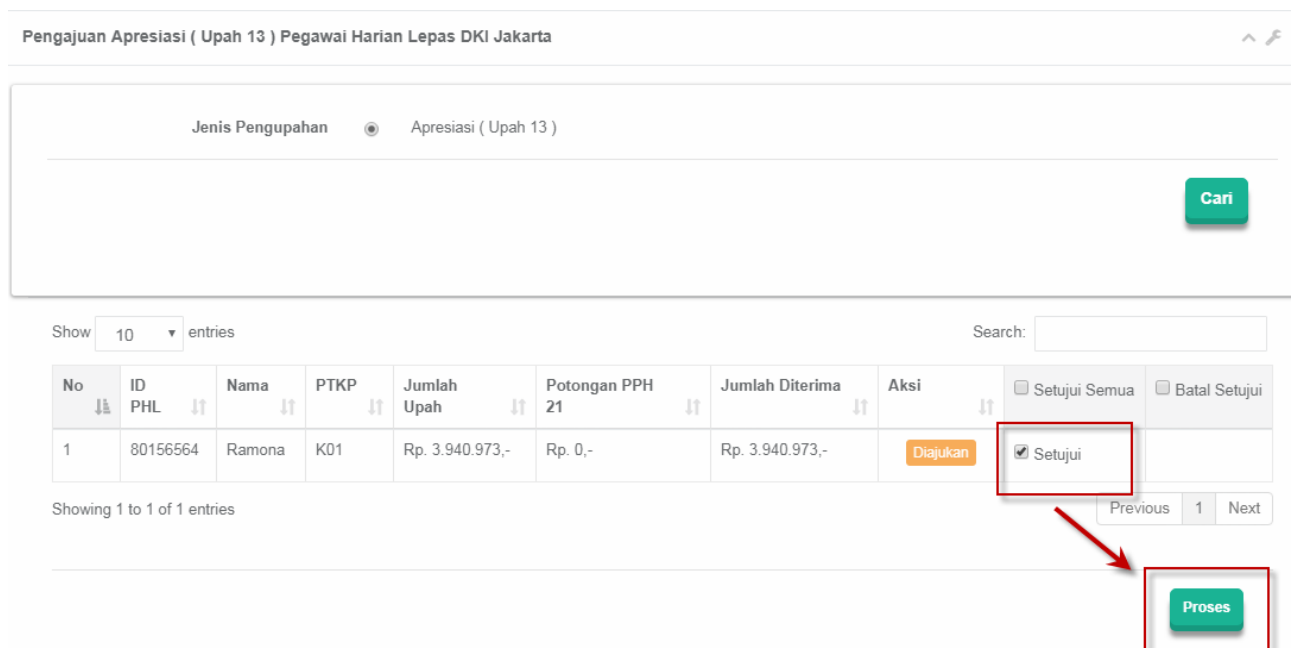 Pengajuan Apresiasi ( Upah 13 ) Pegawai Harian Lepas DKI Jakarta
Jenis Pengupahan Apresiasi ( Upah 13 )
Cari
Show 10 entries Search:
No ID PHL Nama PTKP Jumlah Upah Potongan PPH 21 Jumlah Diterima Aksi Setujui Semua Batal Setujui
1 80156564 Ramona K01 Rp. 3.940.973,- Rp. 0,- Rp. 3.940.973,- Diajukan Setujui
Showing 1 to 1 of 1 entries Previous 1 Next
Proses